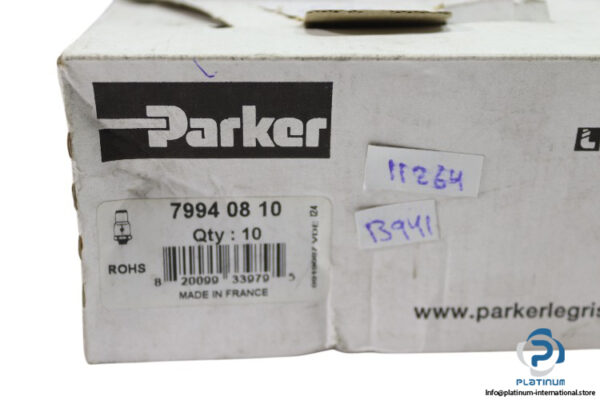 Parker
11264
B941
7994 08 10
Qty : 10
ROHS
8 20099 33979 5
MADE IN FRANCE
www.parkerlegris
PLATINUM
Info@platinum-international.store